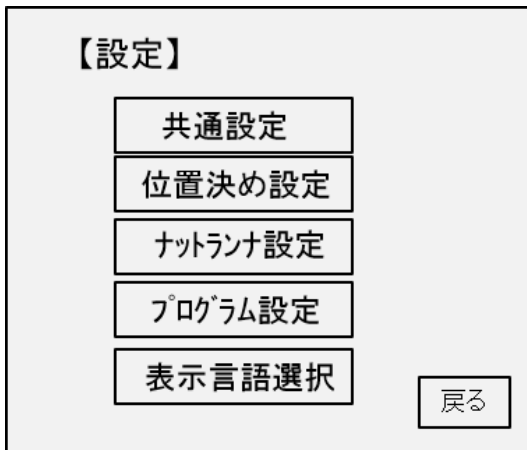 【設定】
共通設定
位置決め設定
ﾅｯﾄﾗﾝﾅ設定
ﾌﾟﾛｸﾞﾗﾑ設定
表示言語選択
戻る